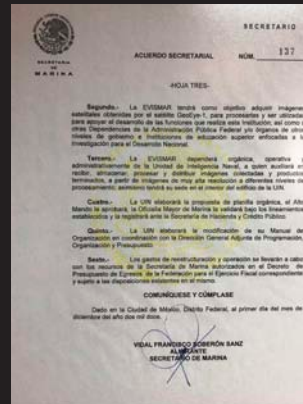 SECRETARIO
SECRETARIA
DE
MARINA
ACUERDO SECRETARIAL NÚM. 137
-HOJA TRES-
Segundo.- La EVISMAR tendrá como objetivo adquirir imágenes
satelitales obtenidas por el satélite GeoEye-1, para procesarlas y ser utilizadas
para apoyar el desarrollo de las funciones que realiza esta Institución; así como a
otras Dependencias de la Administración Pública Federal y/o órganos de otros
niveles de gobierno e Instituciones de educación superior enfocadas a la
Investigación para el Desarrollo Nacional.
Tercero.- La EVISMAR dependerá orgánica, operativa y
administrativamente de la Unidad de Inteligencia Naval, a quien auxiliará en
recibir, almacenar, procesar y distribuir imágenes colectadas y productos
terminados, a partir de imágenes de muy alta resolución a diferentes niveles de
procesamiento; asimismo tendrá su sede en el interior del edificio de la UIN.
Cuarto.- La UIN elaborará la propuesta de planilla orgánica, el Alto
Mando la aprobará, la Oficialía Mayor de Marina la validará bajo los lineamientos
establecidos y la registrará ante la Secretaría de Hacienda y Crédito Público.
Quinto.- La UIN elaborará la modificación de su Manual de
Organización en coordinación con la Dirección General Adjunta de Programación,
Organización y Presupuesto.
Sexto.- Los gastos de reestructuración y operación se llevarán a cabo
con los recursos de la Secretaría de Marina autorizados en el Decreto de
Presupuesto de Egresos de la Federación para el Ejercicio Fiscal correspondiente
y sujeto a las disposiciones existentes en el mismo.
COMUNÍQUESE Y CÚMPLASE
Dado en la Ciudad de México, Distrito Federal, al primer día del mes de
diciembre del año dos mil doce.
VIDAL FRANCISCO SOBERÓN SANZ
ALMIRANTE
SECRETARIO DE MARINA